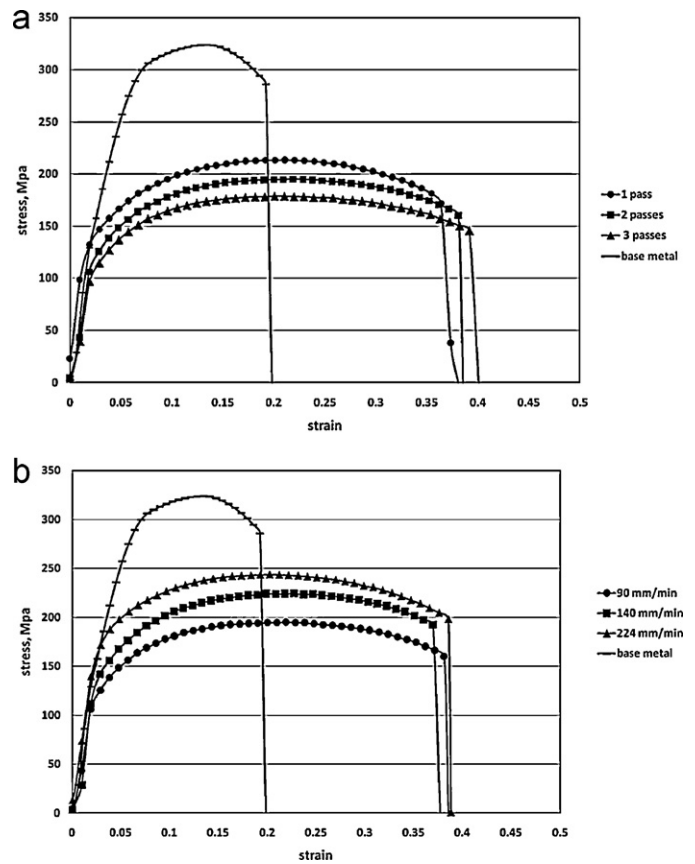 a
350
300
250
200
150
100
50
0
stress, Mpa
0 0.05 0.1 0.15 0.2 0.25 0.3 0.35 0.4 0.45 0.5
strain
1 pass
2 passes
3 passes
base metal
b
350
300
250
200
150
100
50
0
stress, Mpa
0 0.05 0.1 0.15 0.2 0.25 0.3 0.35 0.4 0.45 0.5
strain
90 mm/min
140 mm/min
224 mm/min
base metal